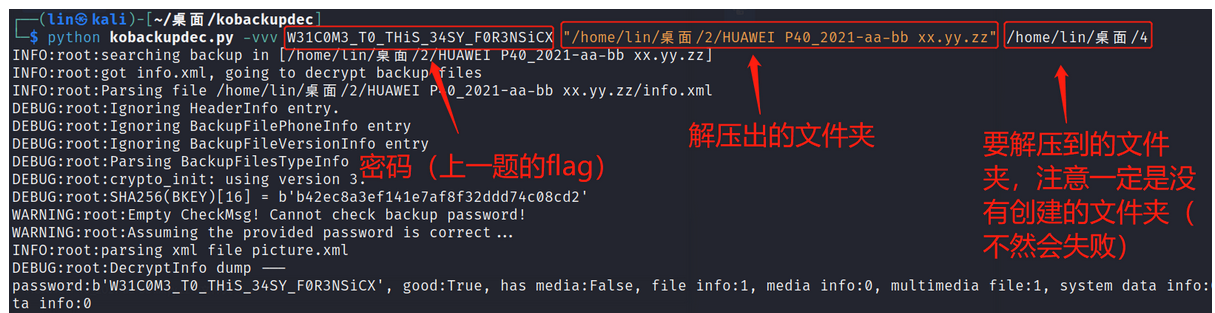 ┌──(lin㉿kali)-[~/桌面/kobackupdec]
└─$ python kobackupdec.py -vvv W31C0M3_T0_THiS_34SY_F0R3NSiCX "/home/lin/桌面/2/HUAWEI P40_2021-aa-bb xx.yy.zz" /home/lin/桌面/4
INFO:root:searching backup in [/home/lin/桌面/2/HUAWEI P40_2021-aa-bb xx.yy.zz]
INFO:root:got info.xml, going to decrypt backup files
INFO:root:Parsing file /home/lin/桌面/2/HUAWEI P40_2021-aa-bb xx.yy.zz/info.xml
DEBUG:root:Ignoring HeaderInfo entry.
DEBUG:root:Ignoring BackupFilePhoneInfo entry
DEBUG:root:Ignoring BackupFileVersionInfo entry
DEBUG:root:Parsing BackupFilesTypeInfo
DEBUG:root:crypto_init: using version 3.
DEBUG:root:SHA256(BKEY)[16] = b'b42ec8a3ef141e7af8f32ddd74c08cd2'
WARNING:root:Empty CheckMsg! Cannot check backup password!
WARNING:root:Assuming the provided password is correct...
INFO:root:parsing xml file picture.xml
DEBUG:root:DecryptInfo dump ---
password:b'W31C0M3_T0_THiS_34SY_F0R3NSiCX', good:True, has media:False, file info:1, media info:0, multimedia file:1, system data info:0
ta info:0
密码（上一题的flag）
解压出的文件夹
要解压到的文件
夹，注意一定是没
有创建的文件夹（
不然会失败）